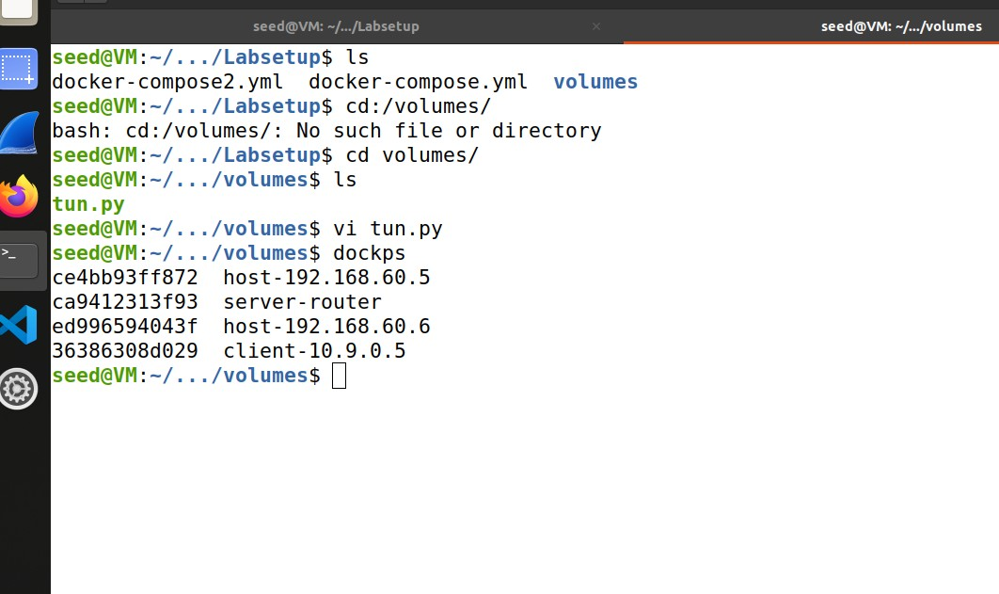 seed@VM: ~/.../Labsetup
seed@VM: ~/.../volumes
seed@VM:~/.../Labsetup$ ls
docker-compose2.yml  docker-compose.yml  volumes
seed@VM:~/.../Labsetup$ cd:/volumes/
bash: cd:/volumes/: No such file or directory
seed@VM:~/.../Labsetup$ cd volumes/
seed@VM:~/.../volumes$ ls
tun.py
seed@VM:~/.../volumes$ vi tun.py
seed@VM:~/.../volumes$ dockps
ce4bb93ff872  host-192.168.60.5
ca9412313f93  server-router
ed996594043f  host-192.168.60.6
36386308d029  client-10.9.0.5
seed@VM:~/.../volumes$